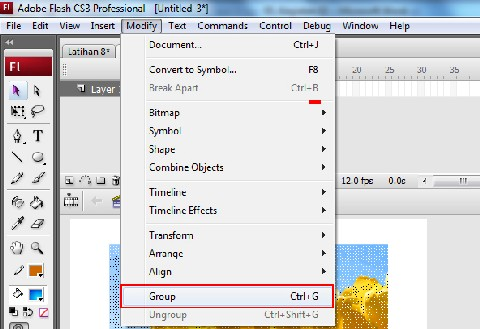 Adobe Flash CS3 Professional - [Untitled-3*]
File Edit View Insert Modify Text Commands Control Debug Window Help
Latihan 8*
Fl
Document... Ctrl+J
Convert to Symbol... F8
Break Apart Ctrl+B
Bitmap
Symbol
Shape
Combine Objects
Timeline
Timeline Effects
Transform
Arrange
Align
Group Ctrl+G
Ungroup Ctrl+Shift+G
Layer
20 25 30 35
12.0 fps 0.0s